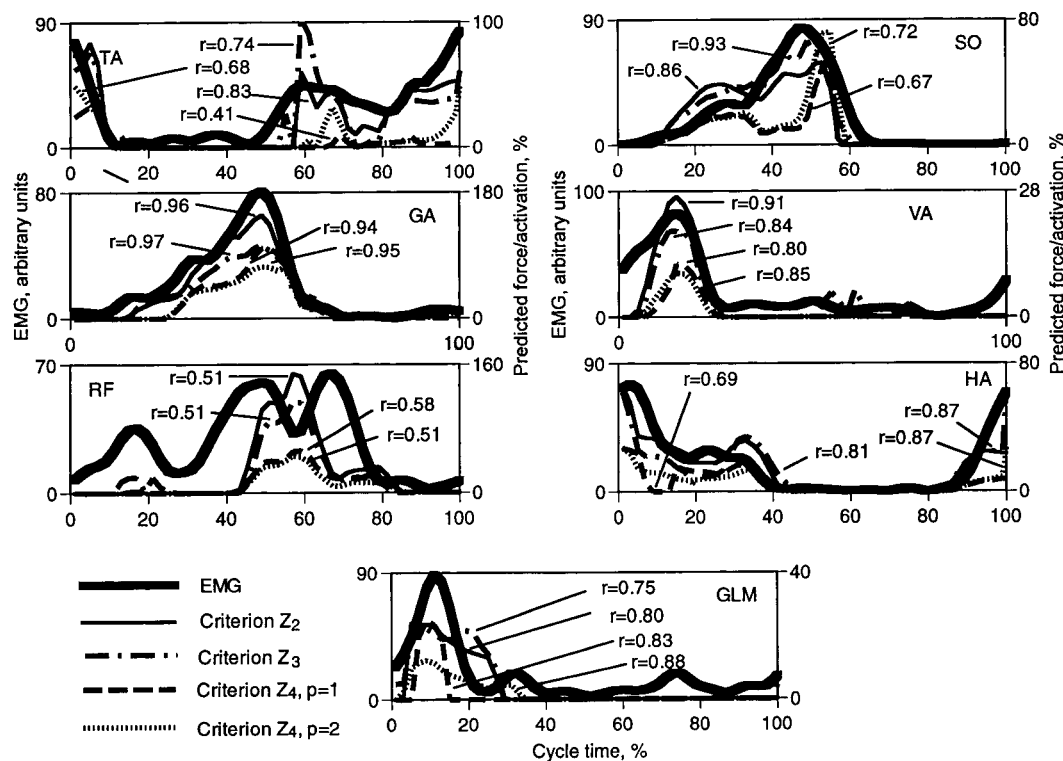 90
100
TA
r=0.74
r=0.68
r=0.83
r=0.41
0
0
0 20 40 60 80 100
90
80
r=0.72
SO
r=0.93
r=0.86
r=0.67
0
0
0 20 40 60 80 100
80
180
r=0.96
GA
r=0.94
r=0.97
r=0.95
0
0
100
100
28
r=0.91
VA
r=0.84
r=0.80
r=0.85
0
0
100
EMG, arbitrary units
Predicted force/activation, %
EMG, arbitrary units
Predicted force/activation, %
70
160
RF
r=0.51
r=0.51
r=0.58
r=0.51
0
0
0 20 40 60 80 100
90
80
r=0.69
HA
r=0.87
r=0.87
r=0.81
0
0
0 20 40 60 80 100
EMG
Criterion Z2
Criterion Z3
Criterion Z4, p=1
Criterion Z4, p=2
90
40
r=0.75
GLM
r=0.80
r=0.83
r=0.88
0
0
0 20 40 60 80 100
Cycle time, %